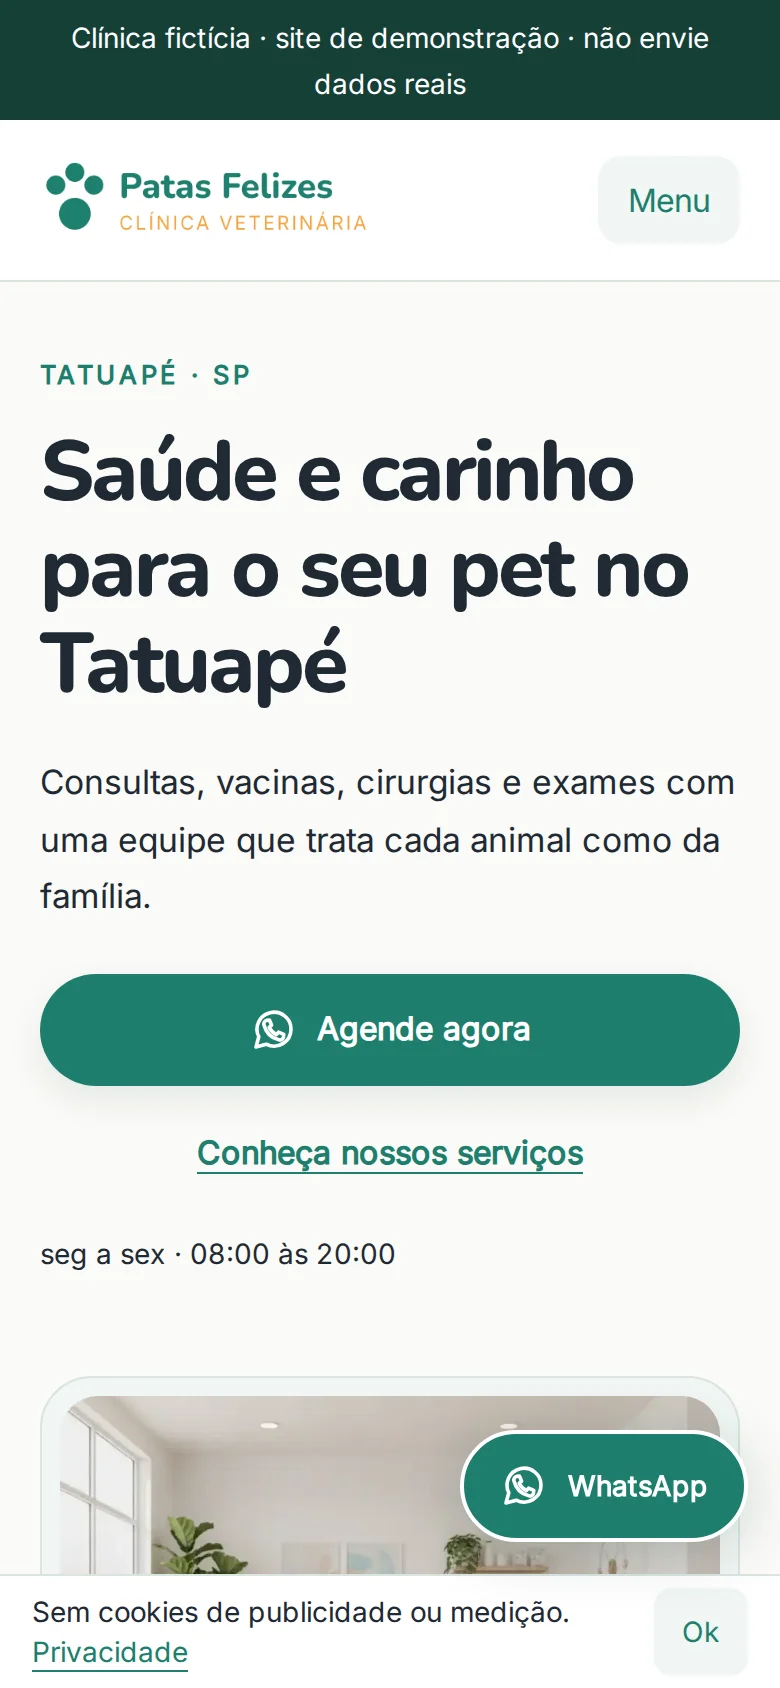 Clínica fictícia · site de demonstração · não envie
dados reais
Patas Felizes
CLÍNICA VETERINÁRIA
Menu
TATUAPÉ · SP
Saúde e carinho
para o seu pet no
Tatuapé
Consultas, vacinas, cirurgias e exames com
uma equipe que trata cada animal como da
família.
Agende agora
Conheça nossos serviços
seg a sex · 08:00 às 20:00
WhatsApp
Sem cookies de publicidade ou medição.
Privacidade
Ok